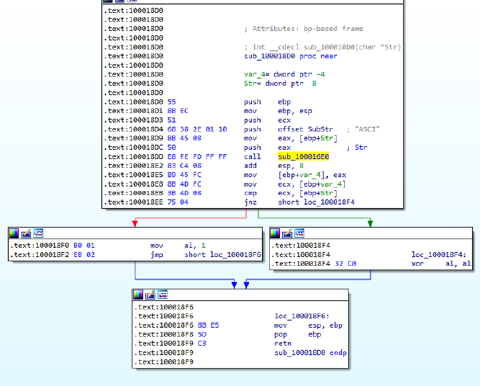 .text:100018D0
.text:100018D0
.text:100018D0 ; Attributes: bp-based frame
.text:100018D0
.text:100018D0 ; int __cdecl sub_100018D0(char *Str)
.text:100018D0 sub_100018D0 proc near
.text:100018D0
.text:100018D0 var_4= dword ptr -4
.text:100018D0 Str= dword ptr 8
.text:100018D0
.text:100018D0 55 push ebp
.text:100018D1 8B EC mov ebp, esp
.text:100018D3 51 push ecx
.text:100018D4 68 38 2E 01 10 push offset SubStr ; "ASCI"
.text:100018D9 8B 45 08 mov eax, [ebp+Str]
.text:100018DC 50 push eax ; Str
.text:100018DD E8 FE FD FF FF call sub_100016E0
.text:100018E2 83 C4 08 add esp, 8
.text:100018E5 89 45 FC mov [ebp+var_4], eax
.text:100018E8 8B 4D FC mov ecx, [ebp+var_4]
.text:100018EB 3B 4D 08 cmp ecx, [ebp+Str]
.text:100018EE 75 04 jnz short loc_100018F4
.text:100018F0 B0 01 mov al, 1
.text:100018F2 EB 02 jmp short loc_100018F6
.text:100018F4
.text:100018F4 loc_100018F4:
.text:100018F4 32 C0 xor al, al
.text:100018F6
.text:100018F6 loc_100018F6:
.text:100018F6 8B E5 mov esp, ebp
.text:100018F8 5D pop ebp
.text:100018F9 C3 retn
.text:100018F9 sub_100018D0 endp
.text:100018F9